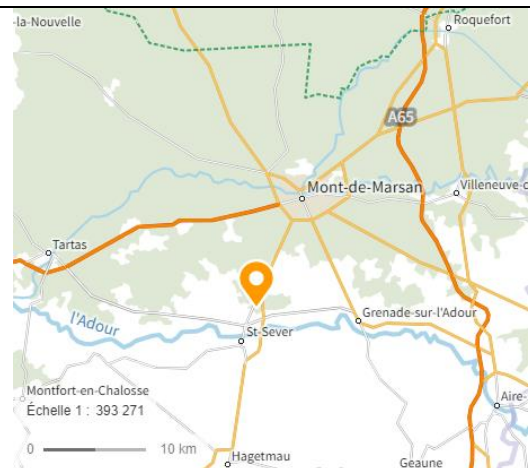 -la-Nouvelle
Roquefort
A65
Mont-de-Marsan
Villeneuve-d
Tartas
l'Adour
Grenade-sur-l'Adour
St-Sever
Montfort-en-Chalosse
Aire-
Échelle 1 : 393 271
0 10 km
Hagetmau
Geaune